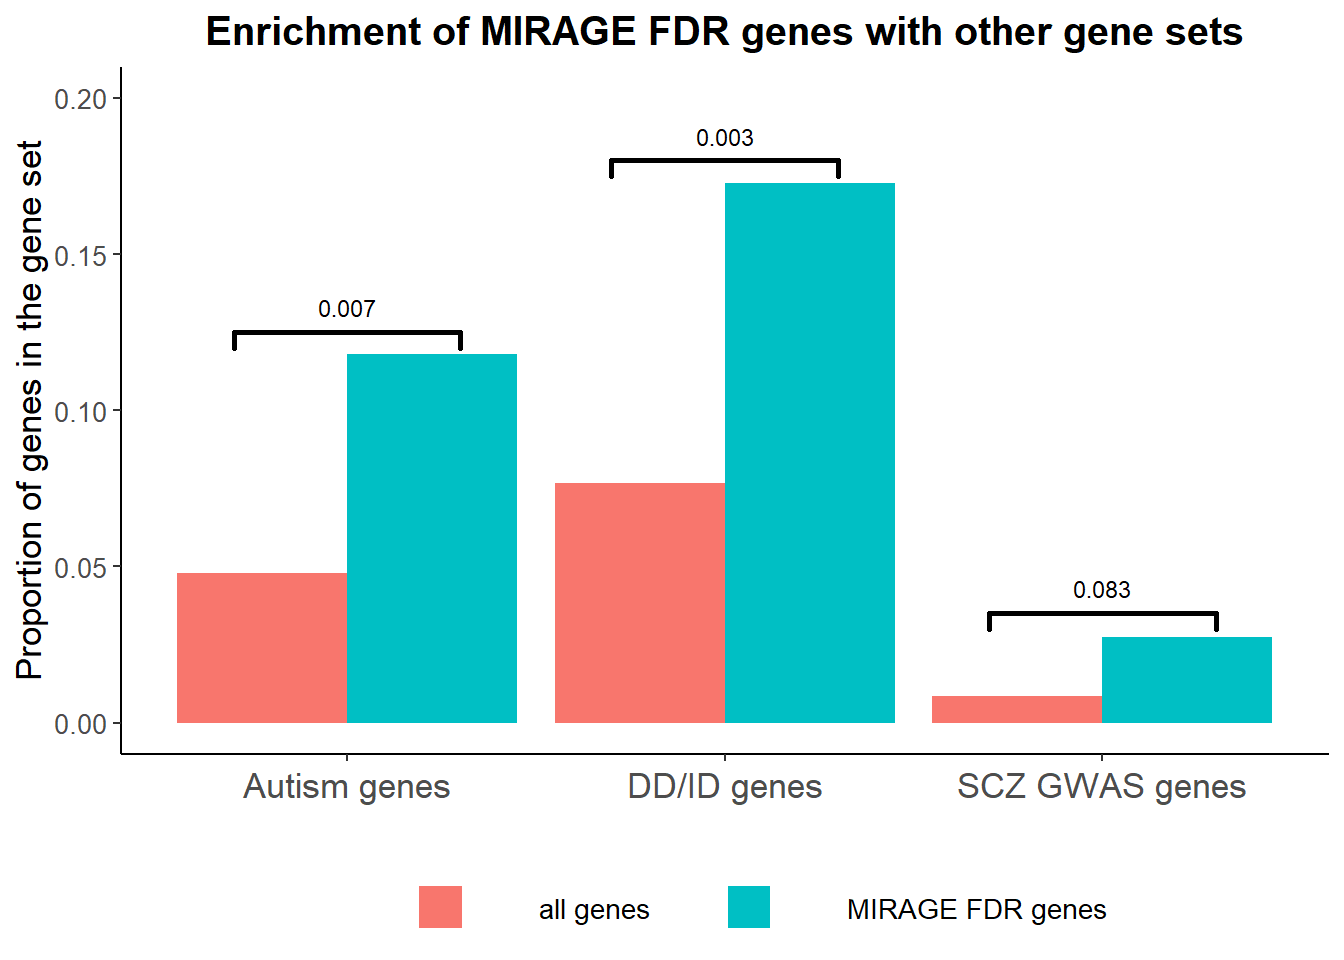 Enrichment of MIRAGE FDR genes with other gene sets
Proportion of genes in the gene set
0.20
0.15
0.10
0.05
0.00
0.007
0.003
0.083
Autism genes
DD/ID genes
SCZ GWAS genes
all genes
MIRAGE FDR genes